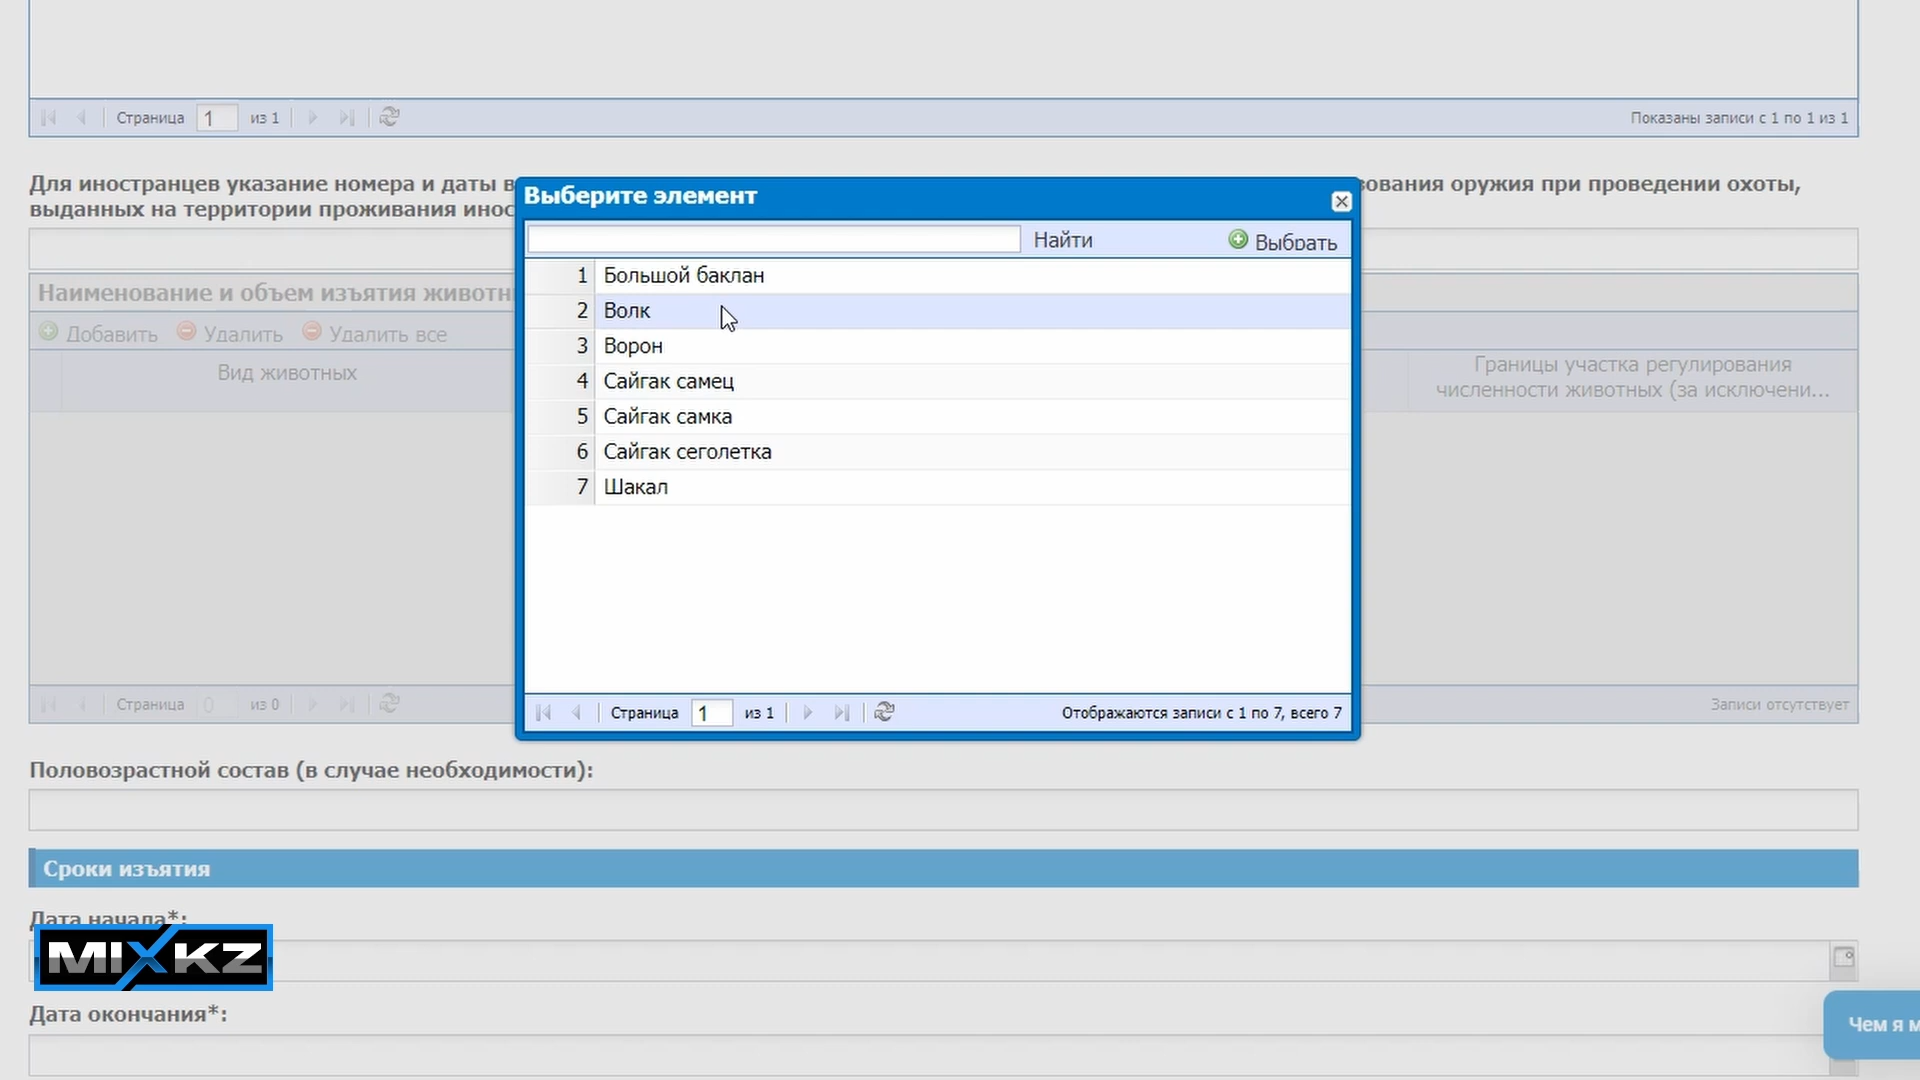 Страница 1 из 1
Показаны записи с 1 по 1 из 1
Для иностранцев указание номера и даты в
зования оружия при проведении охоты,
выданных на территории проживания инос
Наименование и объем изъятия животн
Добавить Удалить Удалить все
Вид животных
Границы участка регулирования
численности животных (за исключени...
Выберите элемент
Найти Выбрать
1 Большой баклан
2 Волк
3 Ворон
4 Сайгак самец
5 Сайгак самка
6 Сайгак сеголетка
7 Шакал
Страница 1 из 1
Отображаются записи с 1 по 7, всего 7
Страница 0 из 0
Записи отсутствует
Половозрастной состав (в случае необходимости):
Сроки изъятия
Дата начала*:
MIXKZ
Дата окончания*:
Чем я м